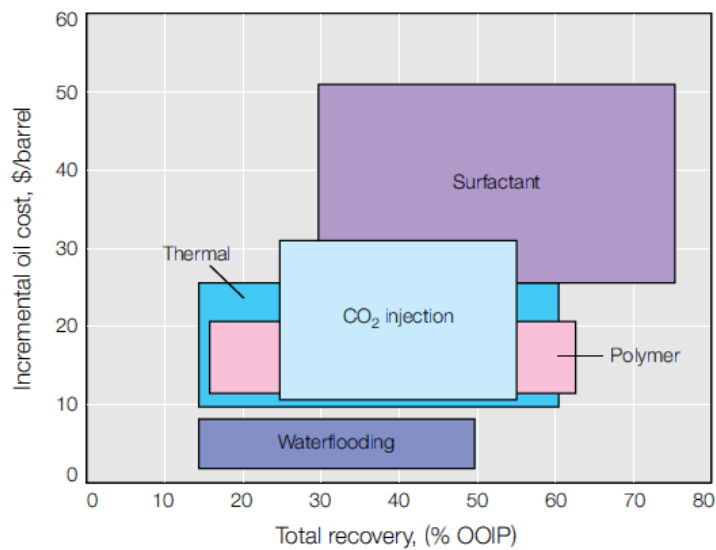 60
50
40
30
20
10
0
Incremental oil cost, $/barrel
Surfactant
Thermal
CO₂ injection
Polymer
Waterflooding
0 10 20 30 40 50 60 70 80
Total recovery, (% OOIP)